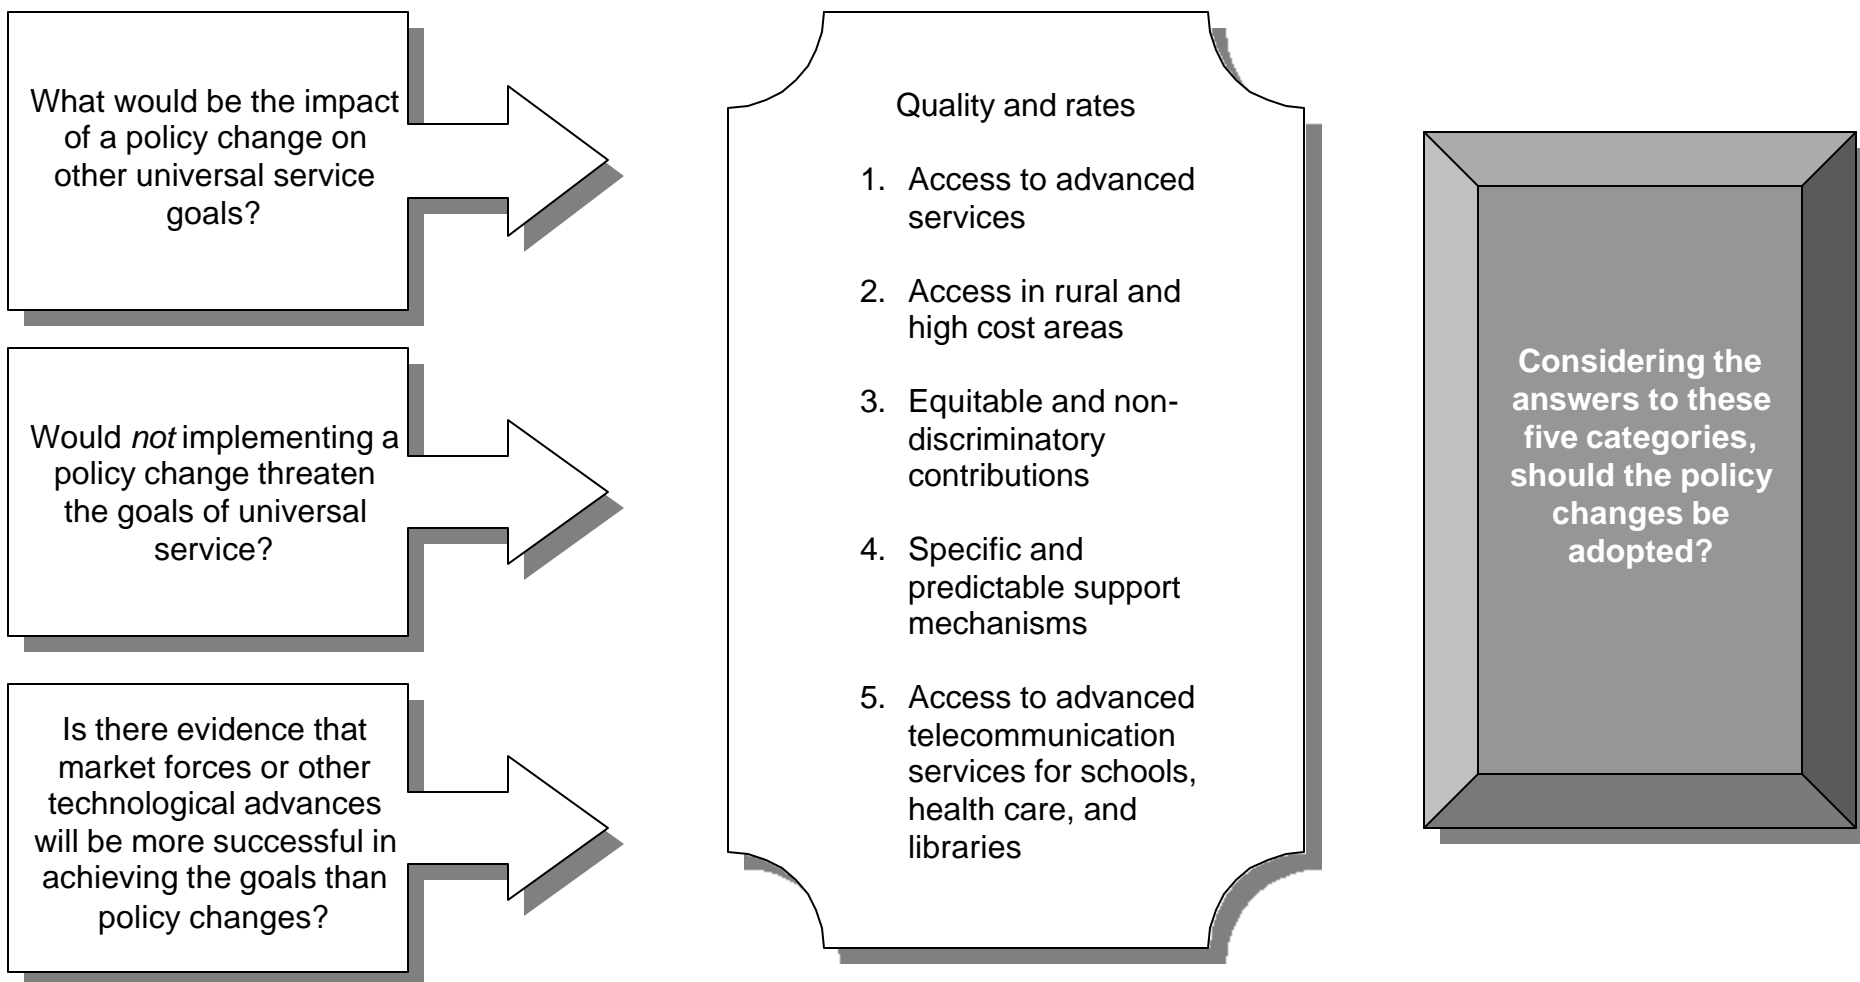 What would be the impact
of a policy change on
other universal service
goals?
Would not implementing a
policy change threaten
the goals of universal
service?
Is there evidence that
market forces or other
technological advances
will be more successful in
achieving the goals than
policy changes?
Quality and rates
1. Access to advanced
services
2. Access in rural and
high cost areas
3. Equitable and non-
discriminatory
contributions
4. Specific and
predictable support
mechanisms
5. Access to advanced
telecommunication
services for schools,
health care, and
libraries
Considering the
answers to these
five categories,
should the policy
changes be
adopted?